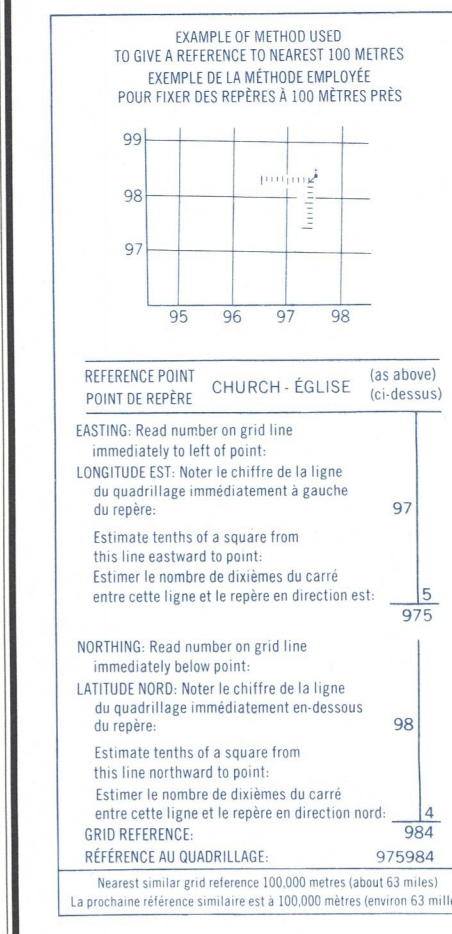 EXAMPLE OF METHOD USED
TO GIVE A REFERENCE TO NEAREST 100 METRES
EXEMPLE DE LA MÉTHODE EMPLOYÉE
POUR FIXER DES REPÈRES À 100 MÈTRES PRÈS
99
98
97
95 96 97 98
REFERENCE POINT
POINT DE REPÈRE
CHURCH - ÉGLISE
(as above)
(ci-dessus)
EASTING: Read number on grid line
immediately to left of point:
LONGITUDE EST: Noter le chiffre de la ligne
du quadrillage immédiatement à gauche
du repère: 97
Estimate tenths of a square from
this line eastward to point:
Estimer le nombre de dixièmes du carré
entre cette ligne et le repère en direction est: 5
975
NORTHING: Read number on grid line
immediately below point:
LATITUDE NORD: Noter le chiffre de la ligne
du quadrillage immédiatement en-dessous
du repère: 98
Estimate tenths of a square from
this line northward to point:
Estimer le nombre de dixièmes du carré
entre cette ligne et le repère en direction nord: 4
GRID REFERENCE: 984
RÉFÉRENCE AU QUADRILLAGE: 975984
Nearest similar grid reference 100,000 metres (about 63 miles)
La prochaine référence similaire est à 100,000 mètres (environ 63